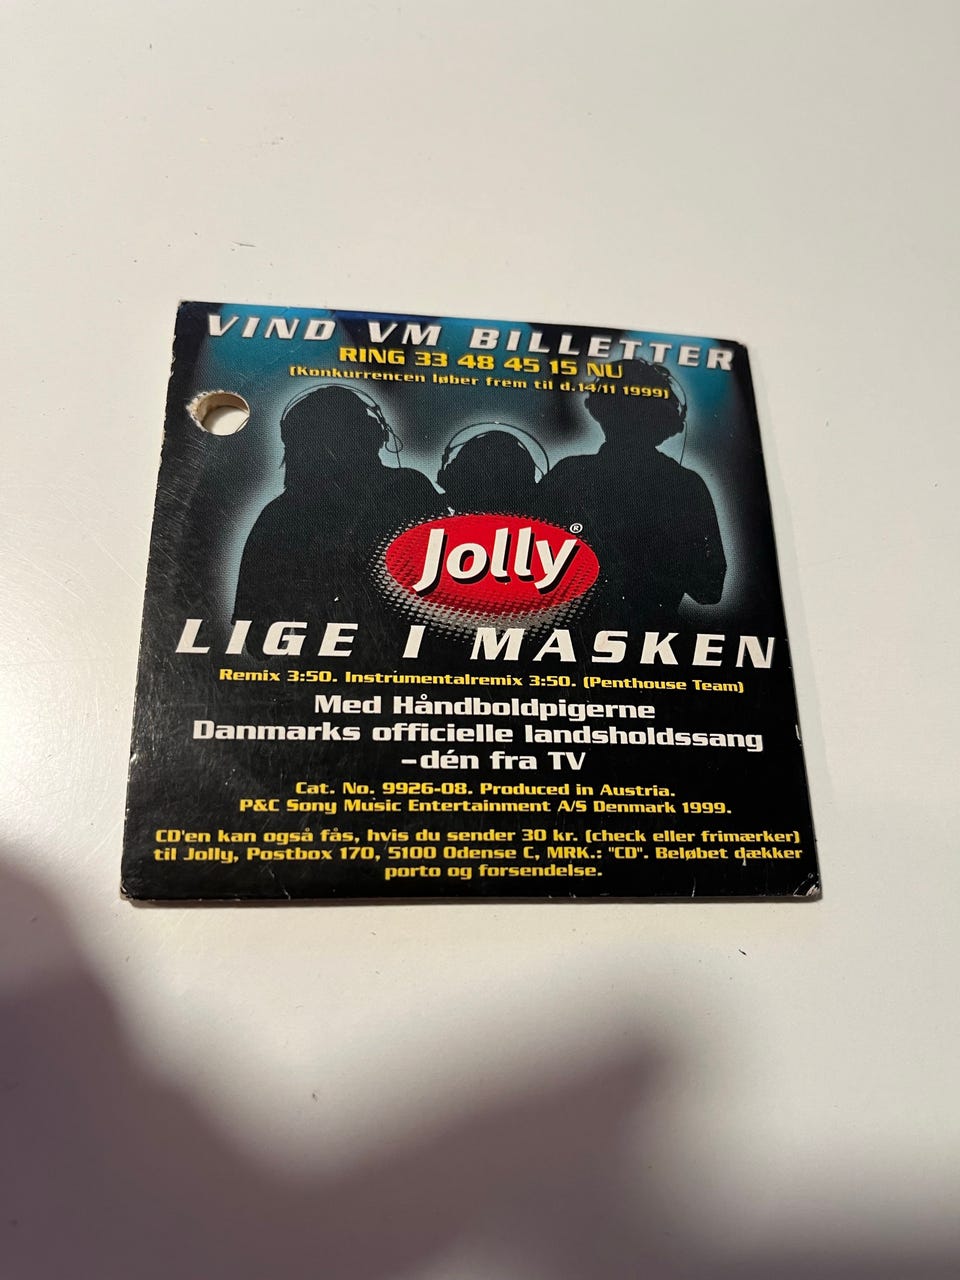 VIND VM BILLETTER
RING 33 48 45 15 NU
(Konkurrencen løber frem til d.14/11 1999)
Jolly®
LIGE I MASKEN
Remix 3:50. Instrumentalremix 3:50. (Penthouse Team)
Med Håndboldpigerne
Danmarks officielle landsholdssang
-dén fra TV
Cat. No. 9926-08. Produced in Austria.
P&C Sony Music Entertainment A/S Denmark 1999.
CD'en kan også fås, hvis du sender 30 kr. (check eller frimærker)
til Jolly, Postbox 170, 5100 Odense C, MRK.: "CD". Beløbet dækker
porto og forsendelse.